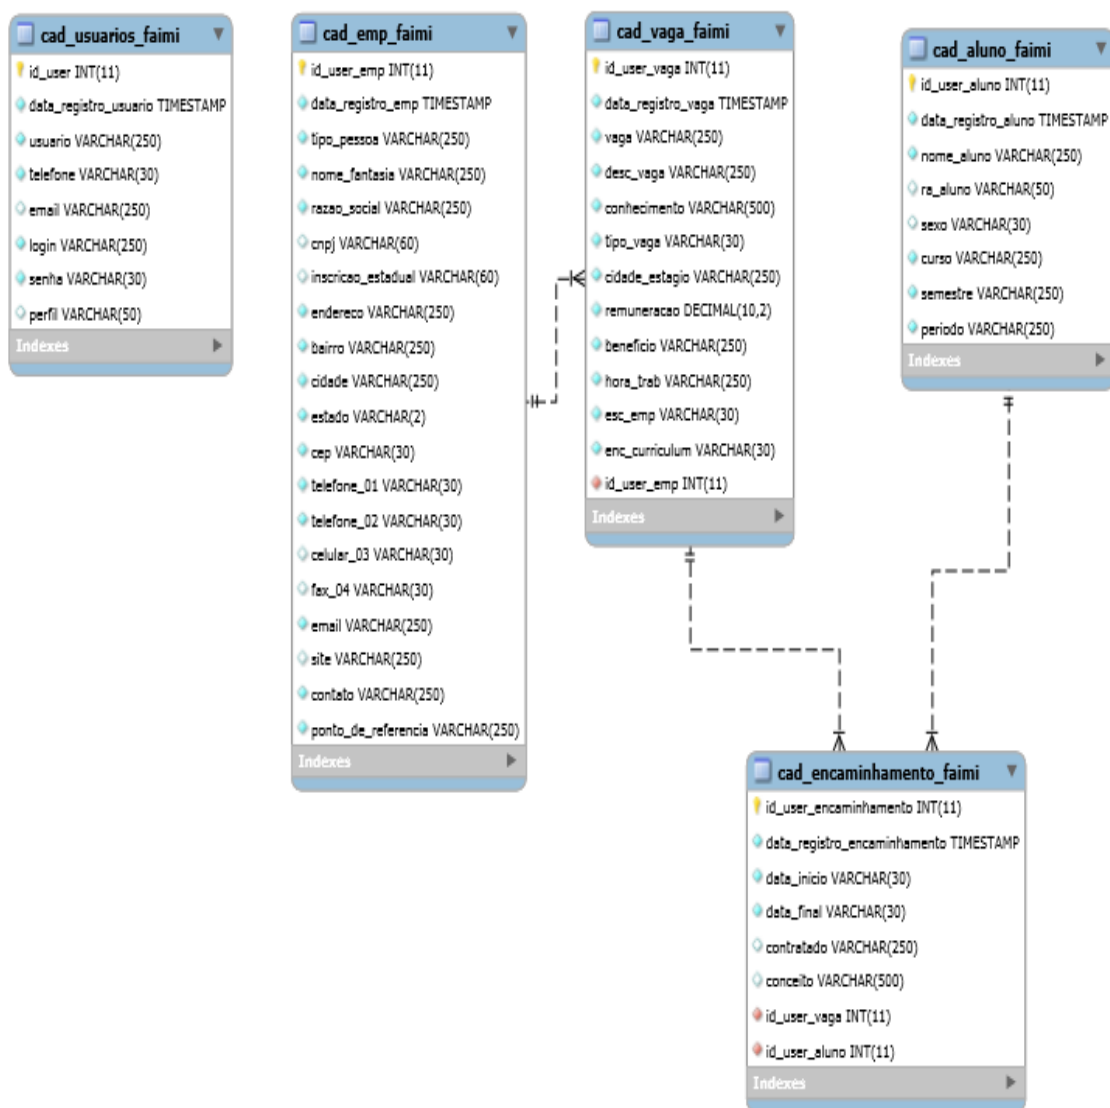 cad_usuarios_faimi
id_user INT(11)
data_registro_usuario TIMESTAMP
usuario VARCHAR(250)
telefone VARCHAR(30)
email VARCHAR(250)
login VARCHAR(250)
senha VARCHAR(30)
perfil VARCHAR(50)
Indexes
cad_emp_faimi
id_user_emp INT(11)
data_registro_emp TIMESTAMP
tipo_pessoa VARCHAR(250)
nome_fantasia VARCHAR(250)
razao_social VARCHAR(250)
cnpj VARCHAR(60)
inscricao_estadual VARCHAR(60)
endereco VARCHAR(250)
bairro VARCHAR(250)
cidade VARCHAR(250)
estado VARCHAR(2)
cep VARCHAR(30)
telefone_01 VARCHAR(30)
telefone_02 VARCHAR(30)
celular_03 VARCHAR(30)
fax_04 VARCHAR(30)
email VARCHAR(250)
site VARCHAR(250)
contato VARCHAR(250)
ponto_de_referencia VARCHAR(250)
Indexes
cad_vaga_faimi
id_user_vaga INT(11)
data_registro_vaga TIMESTAMP
vaga VARCHAR(250)
desc_vaga VARCHAR(250)
conhecimento VARCHAR(500)
tipo_vaga VARCHAR(30)
cidade_estagio VARCHAR(250)
remuneracao DECIMAL(10,2)
beneficio VARCHAR(250)
hora_trab VARCHAR(250)
esc_emp VARCHAR(30)
enc_curriculum VARCHAR(30)
id_user_emp INT(11)
Indexes
cad_aluno_faimi
id_user_aluno INT(11)
data_registro_aluno TIMESTAMP
nome_aluno VARCHAR(250)
ra_aluno VARCHAR(50)
sexo VARCHAR(30)
curso VARCHAR(250)
semestre VARCHAR(250)
periodo VARCHAR(250)
Indexes
cad_encaminhamento_faimi
id_user_encaminhamento INT(11)
data_registro_encaminhamento TIMESTAMP
data_inicio VARCHAR(30)
data_final VARCHAR(30)
contratado VARCHAR(250)
conceito VARCHAR(500)
id_user_vaga INT(11)
id_user_aluno INT(11)
Indexes